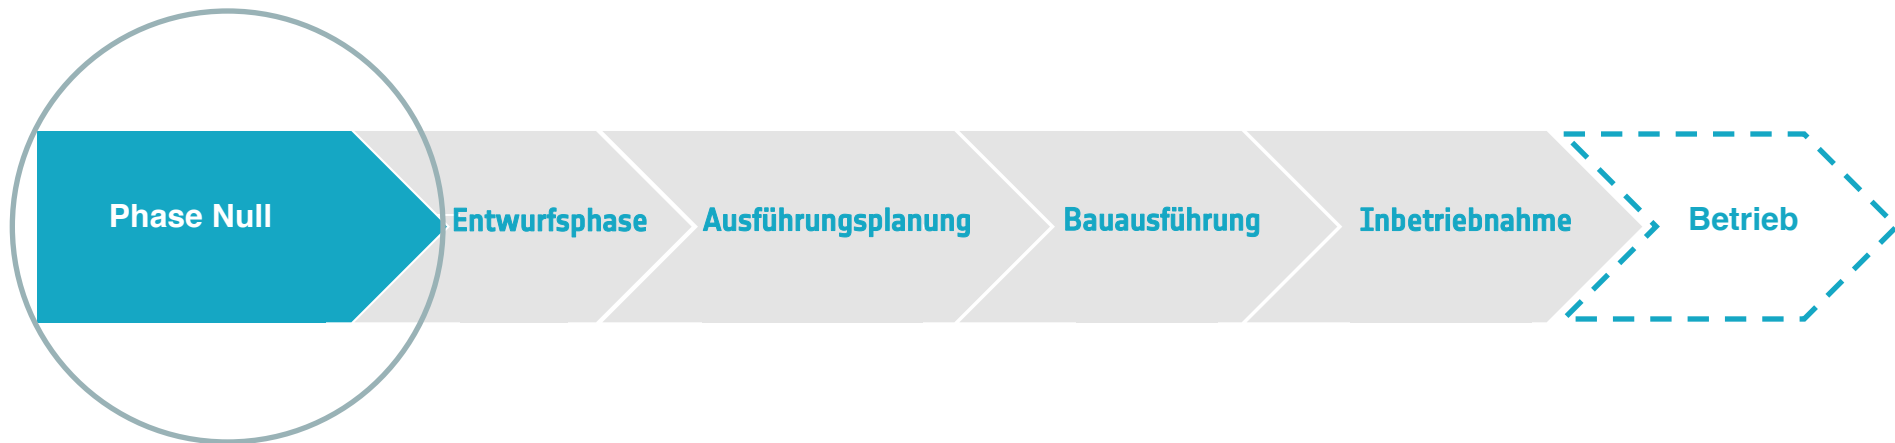 Phase Null
Entwurfsphase
Ausführungsplanung
Bauausführung
Inbetriebnahme
Betrieb